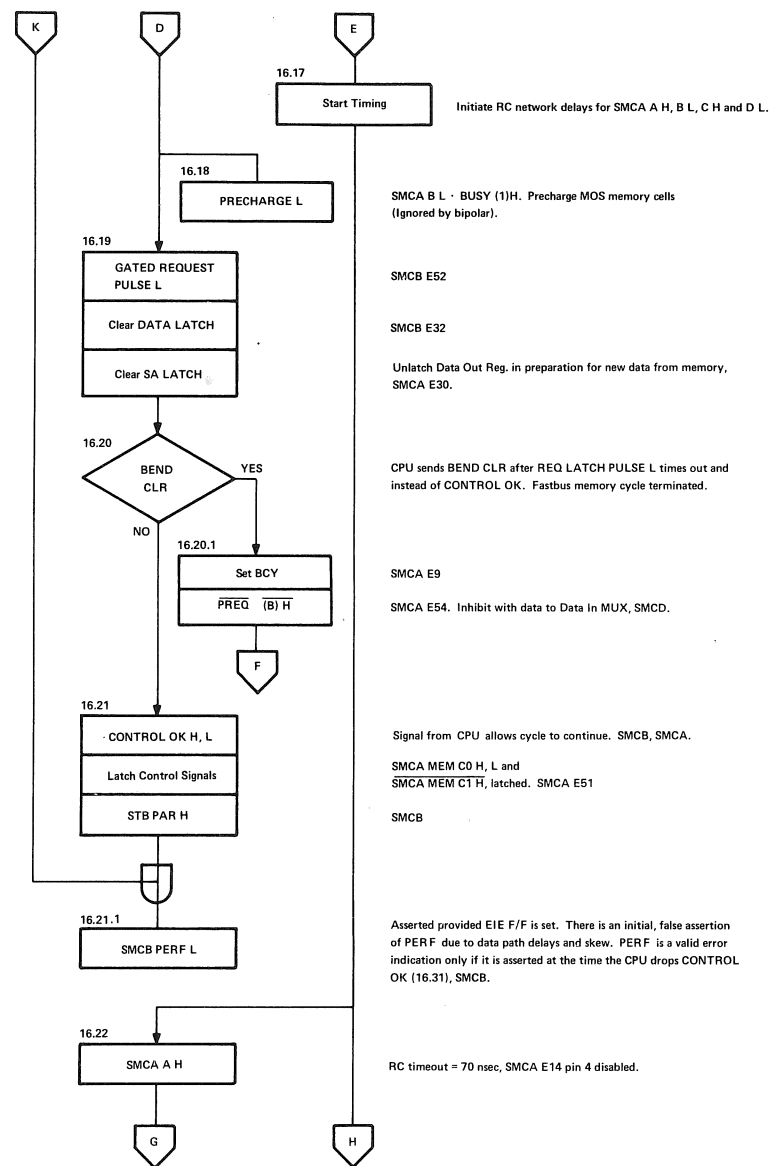 K
D
E
16.17
Start Timing
Initiate RC network delays for SMCA A H, B L, C H and D L.
16.18
PRECHARGE L
SMCA B L · BUSY (1)H. Precharge MOS memory cells
(Ignored by bipolar).
16.19
GATED REQUEST
PULSE L
SMCB E52
Clear DATA LATCH
SMCB E32
Clear SA LATCH
Unlatch Data Out Reg. in preparation for new data from memory,
SMCA E30.
16.20
BEND
CLR
YES
NO
CPU sends BEND CLR after REQ LATCH PULSE L times out and
instead of CONTROL OK. Fastbus memory cycle terminated.
16.20.1
Set BCY
SMCA E9
PREQ (B) H
SMCA E54. Inhibit with data to Data In MUX, SMCD.
F
16.21
CONTROL OK H, L
Signal from CPU allows cycle to continue. SMCB, SMCA.
Latch Control Signals
SMCA MEM C0 H, L and
SMCA MEM C1 H, latched. SMCA E51
STB PAR H
SMCB
16.21.1
SMCB PERF L
Asserted provided EIE F/F is set. There is an initial, false assertion
of PERF due to data path delays and skew. PERF is a valid error
indication only if it is asserted at the time the CPU drops CONTROL
OK (16.31), SMCB.
16.22
SMCA A H
RC timeout = 70 nsec, SMCA E14 pin 4 disabled.
G
H